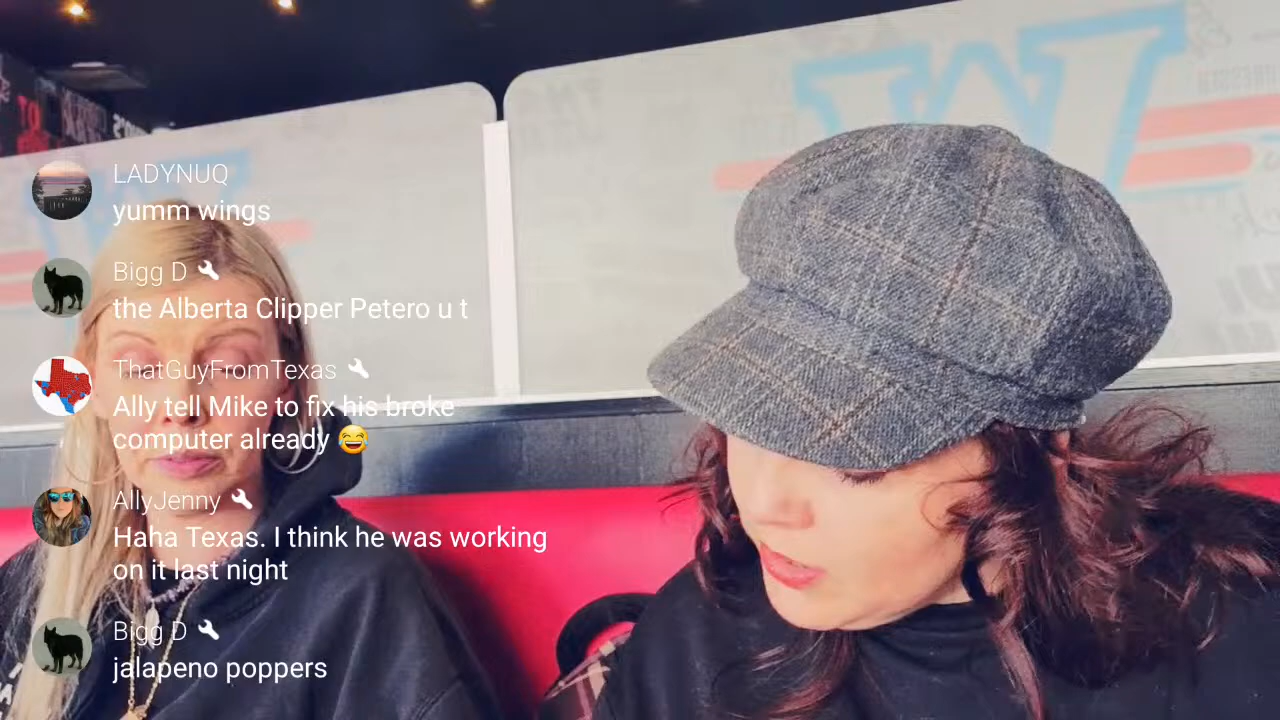 LADYNUQ
yumm wings
Bigg D
the Alberta Clipper Petero u t
ThatGuyFromTexas
Ally tell Mike to fix his broke
computer already 😂
AllyJenny
Haha Texas. I think he was working
on it last night
Bigg D
jalapeno poppers